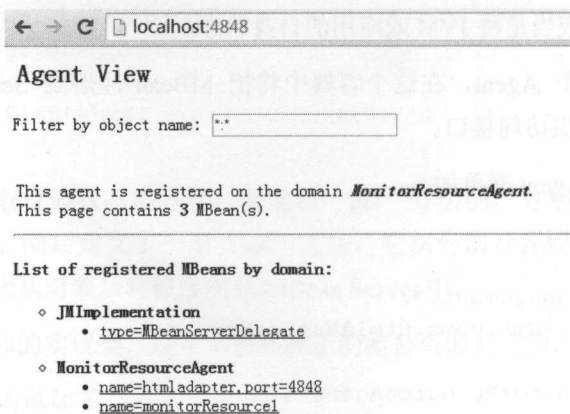 localhost:4848
Agent View
Filter by object name: *:*
This agent is registered on the domain MonitorResourceAgent.
This page contains 3 MBean(s).
List of registered MBeans by domain:
JMImplementation
type=MBeanServerDelegate
MonitorResourceAgent
name=htmladapter,port=4848
name=monitorResource1